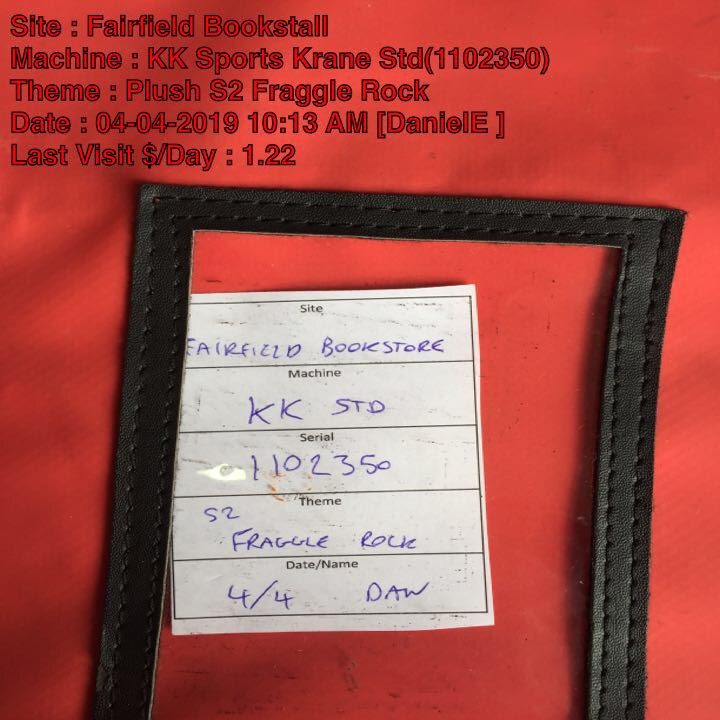 Site : Fairfield Bookstall
Machine : KK Sports Krane Std(1102350)
Theme : Plush S2 Fraggle Rock
Date : 04-04-2019 10:13 AM [DanielE ]
Last Visit $/Day : 1.22
Site
FAIRFIELD BOOKSTORE
Machine
KK STD
Serial
1102350
Theme
S2
FRAGGLE ROCK
Date/Name
4/4 DAN